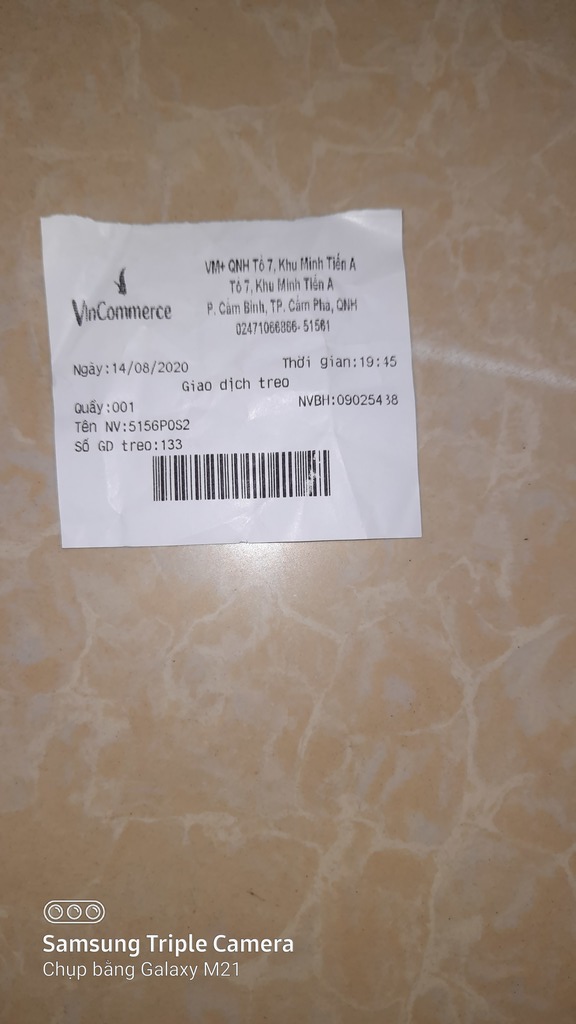 VinCommerce
VM+ QNH Tổ 7, Khu Minh Tiến A
Tổ 7, Khu Minh Tiến A
P. Cẩm Bình, TP. Cẩm Phả, QNH
02471066866-51561
Ngày:14/08/2020 Thời gian:19:45
Giao dịch treo
Quầy:001 NVBH:09025438
Tên NV:5156POS2
Số GD treo:133
Samsung Triple Camera
Chụp bằng Galaxy M21